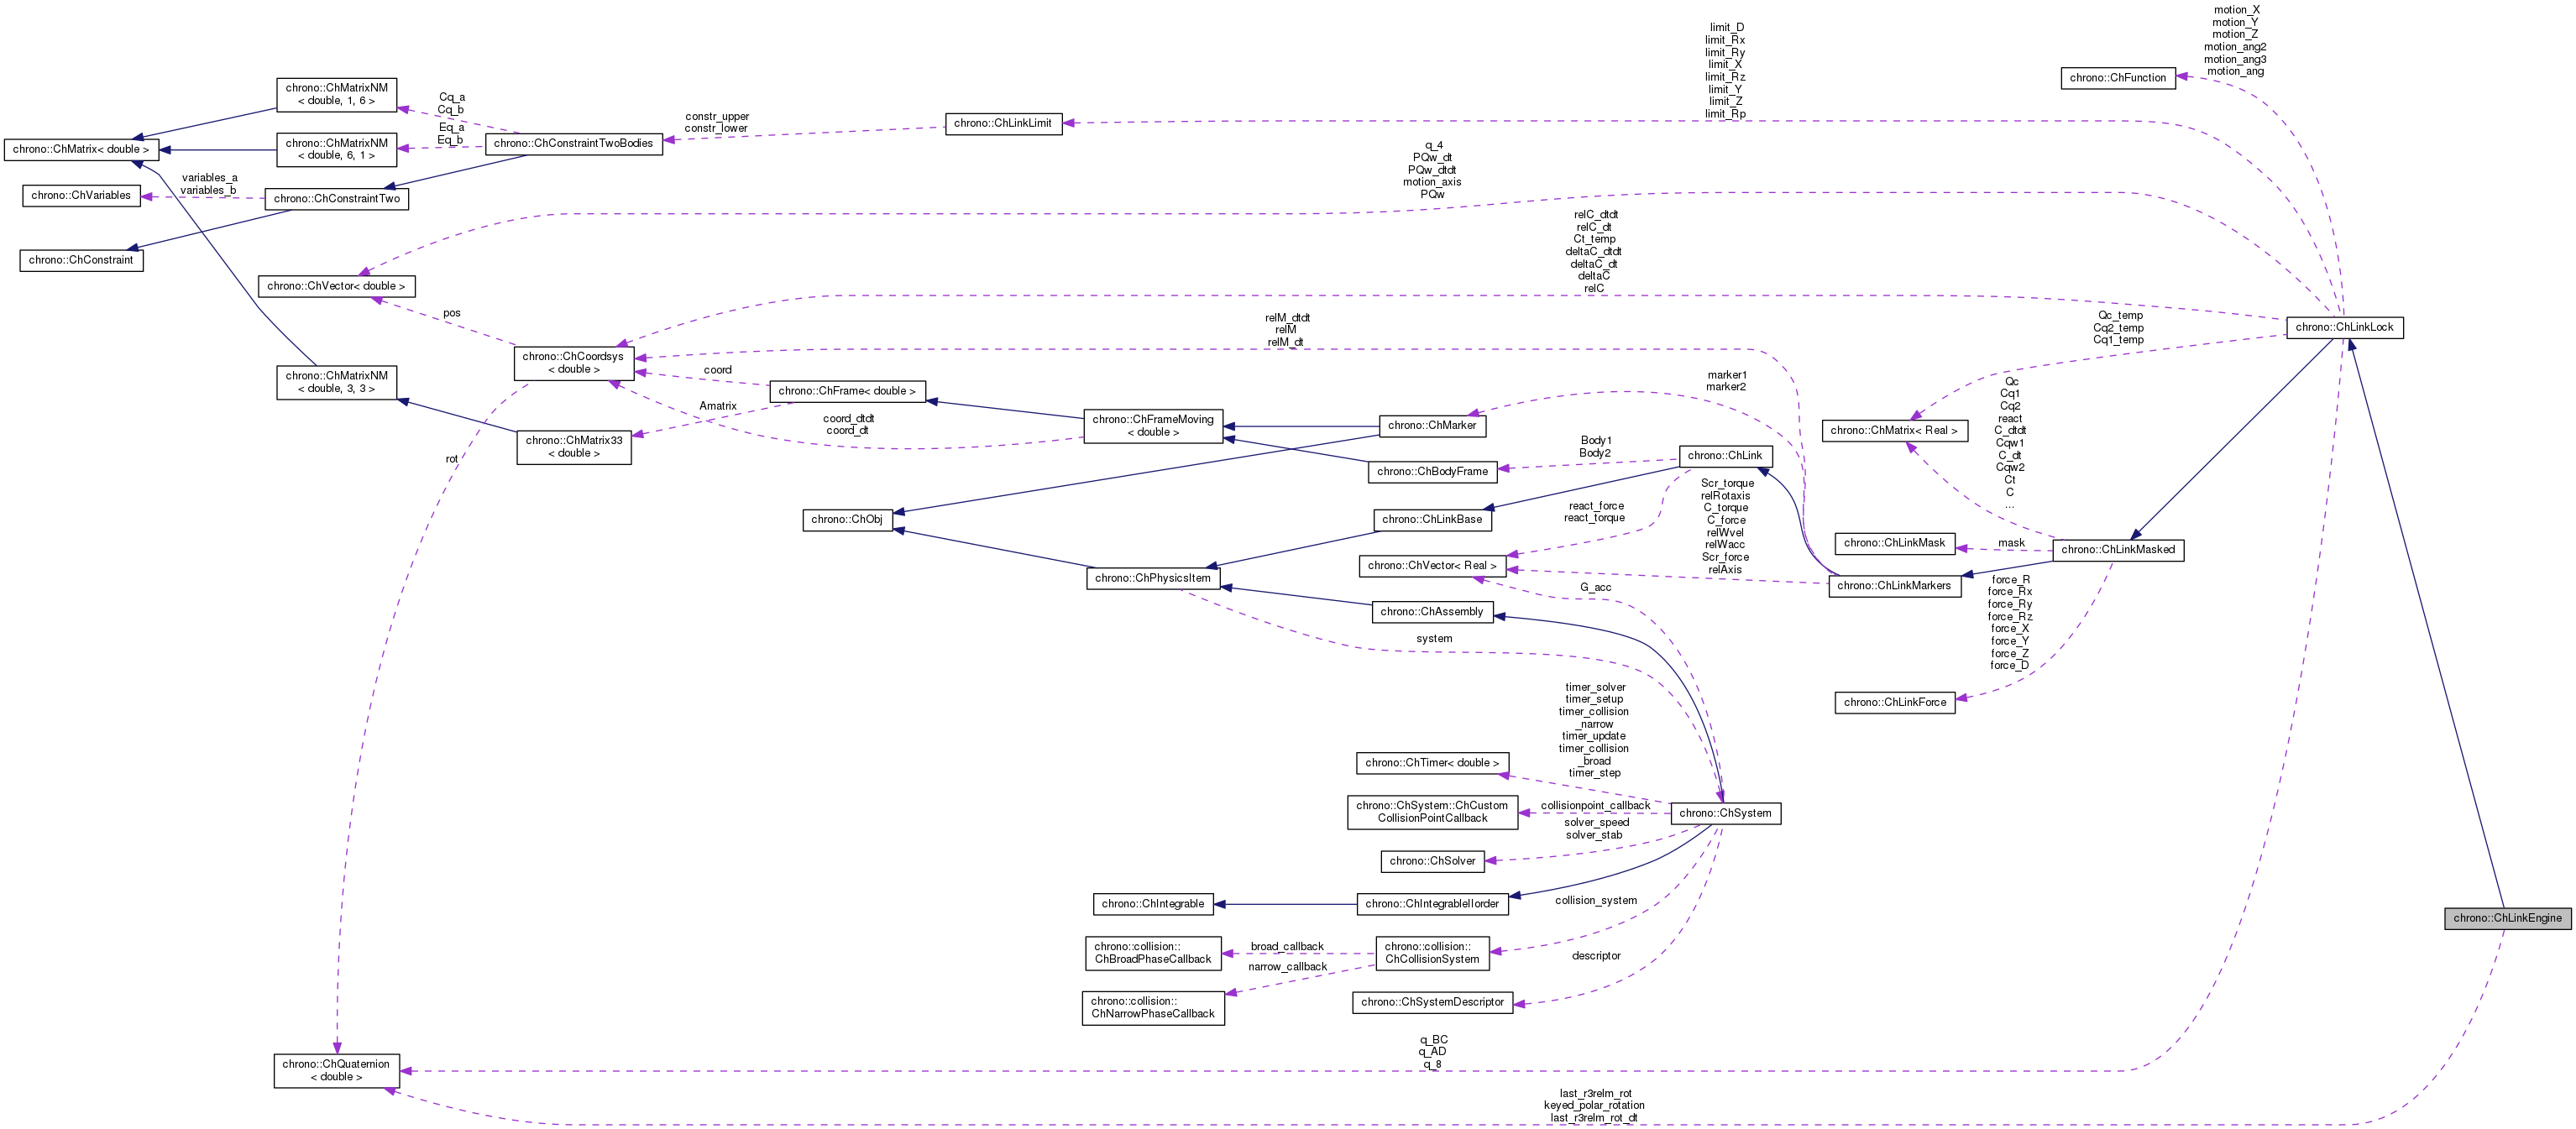 motion_X
motion_Y
motion_Z
motion_ang2
motion_ang3
motion_ang
limit_D
limit_Rx
limit_Ry
limit_X
limit_Rz
limit_Y
limit_Z
limit_Rp
chrono::ChFunction
chrono::ChMatrixNM
< double, 1, 6 >
Cq_a
Cq_b
constr_upper
constr_lower
chrono::ChLinkLimit
Eq_a
Eq_b
chrono::ChMatrix< double >
chrono::ChMatrixNM
< double, 6, 1 >
chrono::ChConstraintTwoBodies
q_4
PQw_dt
PQw_dtdt
motion_axis
PQw
variables_a
variables_b
chrono::ChVariables
chrono::ChConstraintTwo
relC_dtdt
relC_dt
Ct_temp
deltaC_dtdt
deltaC_dt
deltaC
relC
chrono::ChConstraint
chrono::ChVector< double >
pos
relM_dtdt
relM
relM_dt
Qc_temp
Cq2_temp
Cq1_temp
chrono::ChLinkLock
chrono::ChCoordsys
< double >
coord
chrono::ChMatrixNM
< double, 3, 3 >
chrono::ChFrame< double >
Amatrix
coord_dtdt
coord_dt
marker1
marker2
chrono::ChFrameMoving
< double >
chrono::ChMarker
Qc
Cq1
Cq2
react
C_dtdt
Cqw1
C_dt
Cqw2
Ct
C
...
chrono::ChMatrix< Real >
chrono::ChMatrix33
< double >
rot
Body1
Body2
chrono::ChLink
chrono::ChBodyFrame
Scr_torque
relRotaxis
C_torque
C_force
relWvel
relWacc
Scr_force
relAxis
react_force
react_torque
chrono::ChObj
chrono::ChLinkBase
chrono::ChLinkMask
mask
chrono::ChLinkMasked
chrono::ChVector< Real >
chrono::ChPhysicsItem
G_acc
chrono::ChLinkMarkers
force_R
force_Rx
force_Ry
force_Rz
force_X
force_Y
force_Z
force_D
chrono::ChAssembly
system
chrono::ChLinkForce
timer_solver
timer_setup
timer_collision
_narrow
timer_update
timer_collision
_broad
timer_step
chrono::ChTimer< double >
chrono::ChSystem::ChCustom
CollisionPointCallback
collisionpoint_callback
chrono::ChSystem
solver_speed
solver_stab
chrono::ChSolver
chrono::ChIntegrable
chrono::ChIntegrableIIorder
collision_system
chrono::ChLinkEngine
chrono::collision::
ChBroadPhaseCallback
broad_callback
chrono::collision::
ChCollisionSystem
narrow_callback
descriptor
chrono::collision::
ChNarrowPhaseCallback
chrono::ChSystemDescriptor
q_BC
q_AD
q_8
chrono::ChQuaternion
< double >
last_r3relm_rot
keyed_polar_rotation
last_r3relm_rot_dt